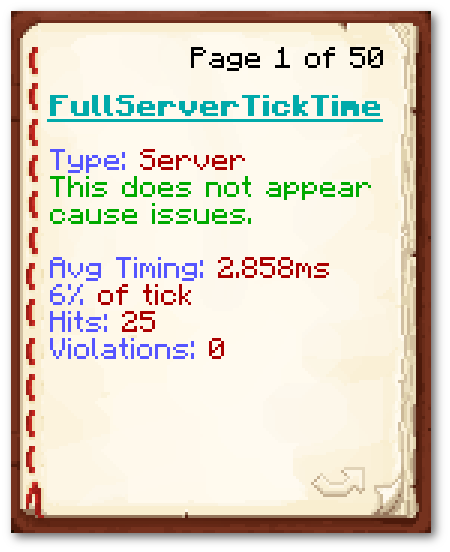 Page 1 of 50
FullServerTickTime
Type: Server
This does not appear
cause issues.
Avg Timing: 2.858ms
6% of tick
Hits: 25
Violations: 0